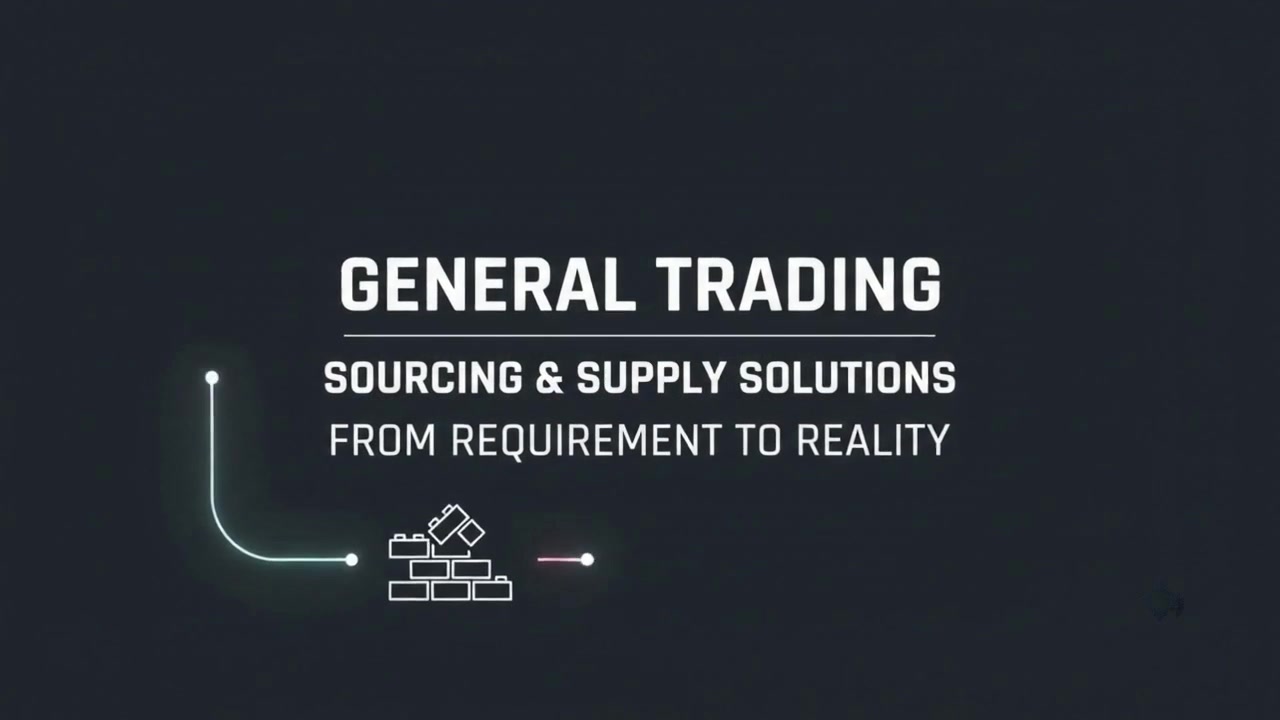 GENERAL TRADING
SOURCING & SUPPLY SOLUTIONS
FROM REQUIREMENT TO REALITY